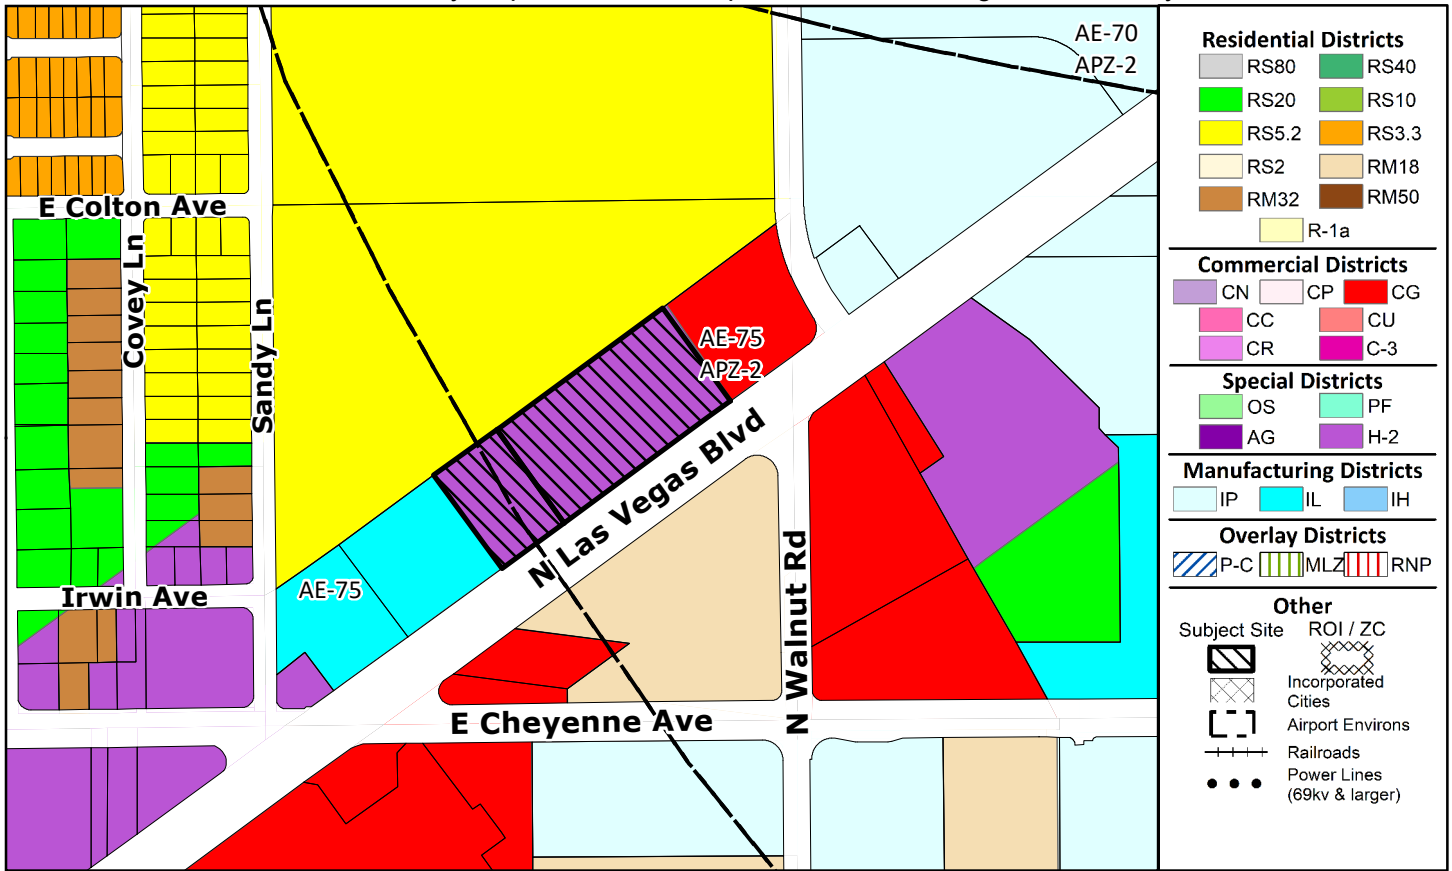 AE-70
APZ-2
E Colton Ave
Covey Ln
Sandy Ln
AE-75
APZ-2
N Las Vegas Blvd
AE-75
Irwin Ave
N Walnut Rd
E Cheyenne Ave
Residential Districts
RS80 RS40
RS20 RS10
RS5.2 RS3.3
RS2 RM18
RM32 RM50
R-1a
Commercial Districts
CN CP CG
CC CU
CR C-3
Special Districts
OS PF
AG H-2
Manufacturing Districts
IP IL IH
Overlay Districts
P-C MLZ RNP
Other
Subject Site ROI / ZC
Incorporated
Cities
Airport Environs
Railroads
Power Lines
(69kv & larger)